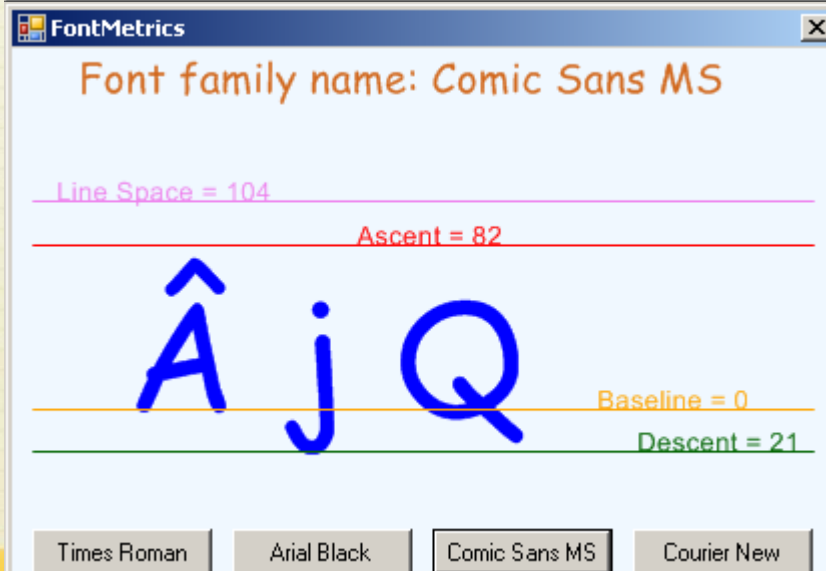 FontMetrics
Font family name: Comic Sans MS
Line Space = 104
Ascent = 82
Â j Q
Baseline = 0
Descent = 21
Times Roman Arial Black Comic Sans MS Courier New